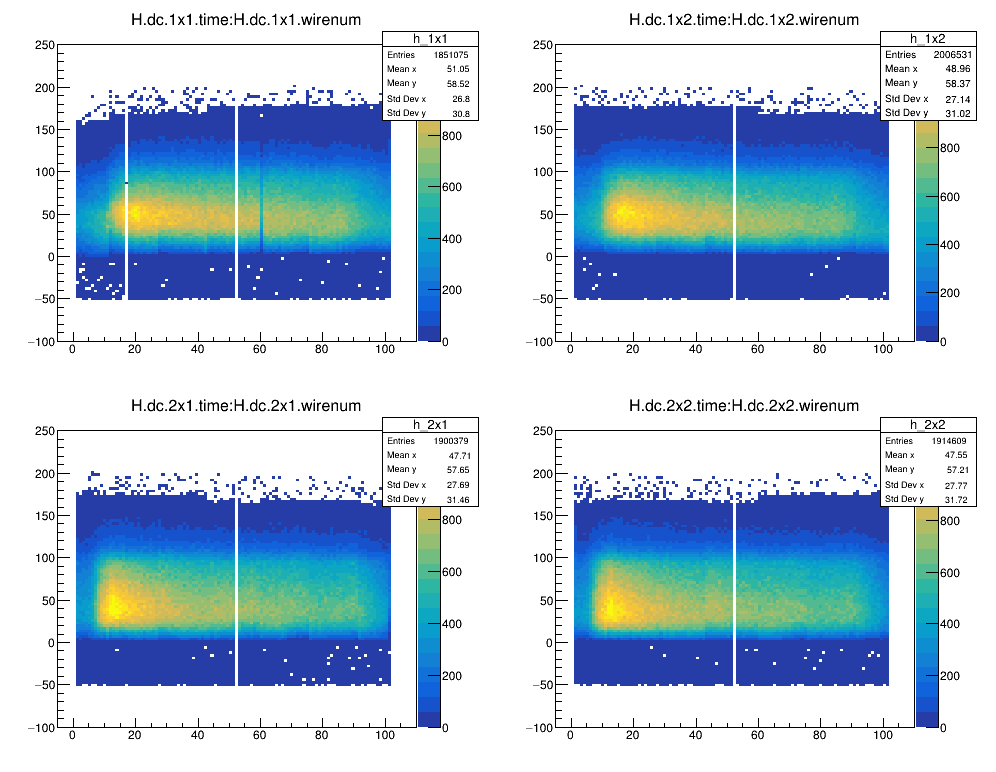 H.dc.1x1.time:H.dc.1x1.wirenum
h_1x1
Entries 1851075
Mean x 51.05
Mean y 58.52
Std Dev x 26.8
Std Dev y 30.8
250
200
150
100
50
0
−50
−100
0 20 40 60 80 100
800
600
400
200
0
H.dc.1x2.time:H.dc.1x2.wirenum
h_1x2
Entries 2006531
Mean x 48.96
Mean y 58.37
Std Dev x 27.14
Std Dev y 31.02
250
200
150
100
50
0
−50
−100
0 20 40 60 80 100
800
600
400
200
0
H.dc.2x1.time:H.dc.2x1.wirenum
h_2x1
Entries 1900379
Mean x 47.71
Mean y 57.65
Std Dev x 27.69
Std Dev y 31.46
250
200
150
100
50
0
−50
−100
0 20 40 60 80 100
800
600
400
200
0
H.dc.2x2.time:H.dc.2x2.wirenum
h_2x2
Entries 1914609
Mean x 47.55
Mean y 57.21
Std Dev x 27.77
Std Dev y 31.72
250
200
150
100
50
0
−50
−100
0 20 40 60 80 100
800
600
400
200
0